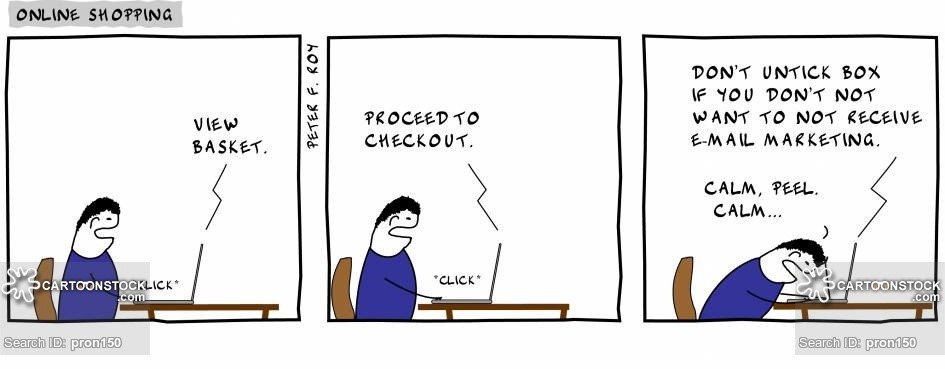 ONLINE SHOPPING
VIEW
BASKET.
*CLICK*
PETER F. ROY
PROCEED TO
CHECKOUT.
*CLICK*
DON'T UNTICK BOX
IF YOU DON'T NOT
WANT TO NOT RECEIVE
E-MAIL MARKETING.
CALM, PEEL.
CALM...
CARTOONSTOCK
.com
Search ID: pron150
CARTOONSTOCK
.com
Search ID: pron150